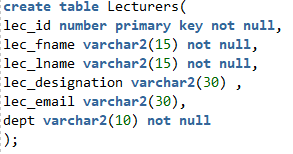 create table Lecturers(
lec_id number primary key not null,
lec_fname varchar2(15) not null,
lec_lname varchar2(15) not null,
lec_designation varchar2(30) ,
lec_email varchar2(30),
dept varchar2(10) not null
);